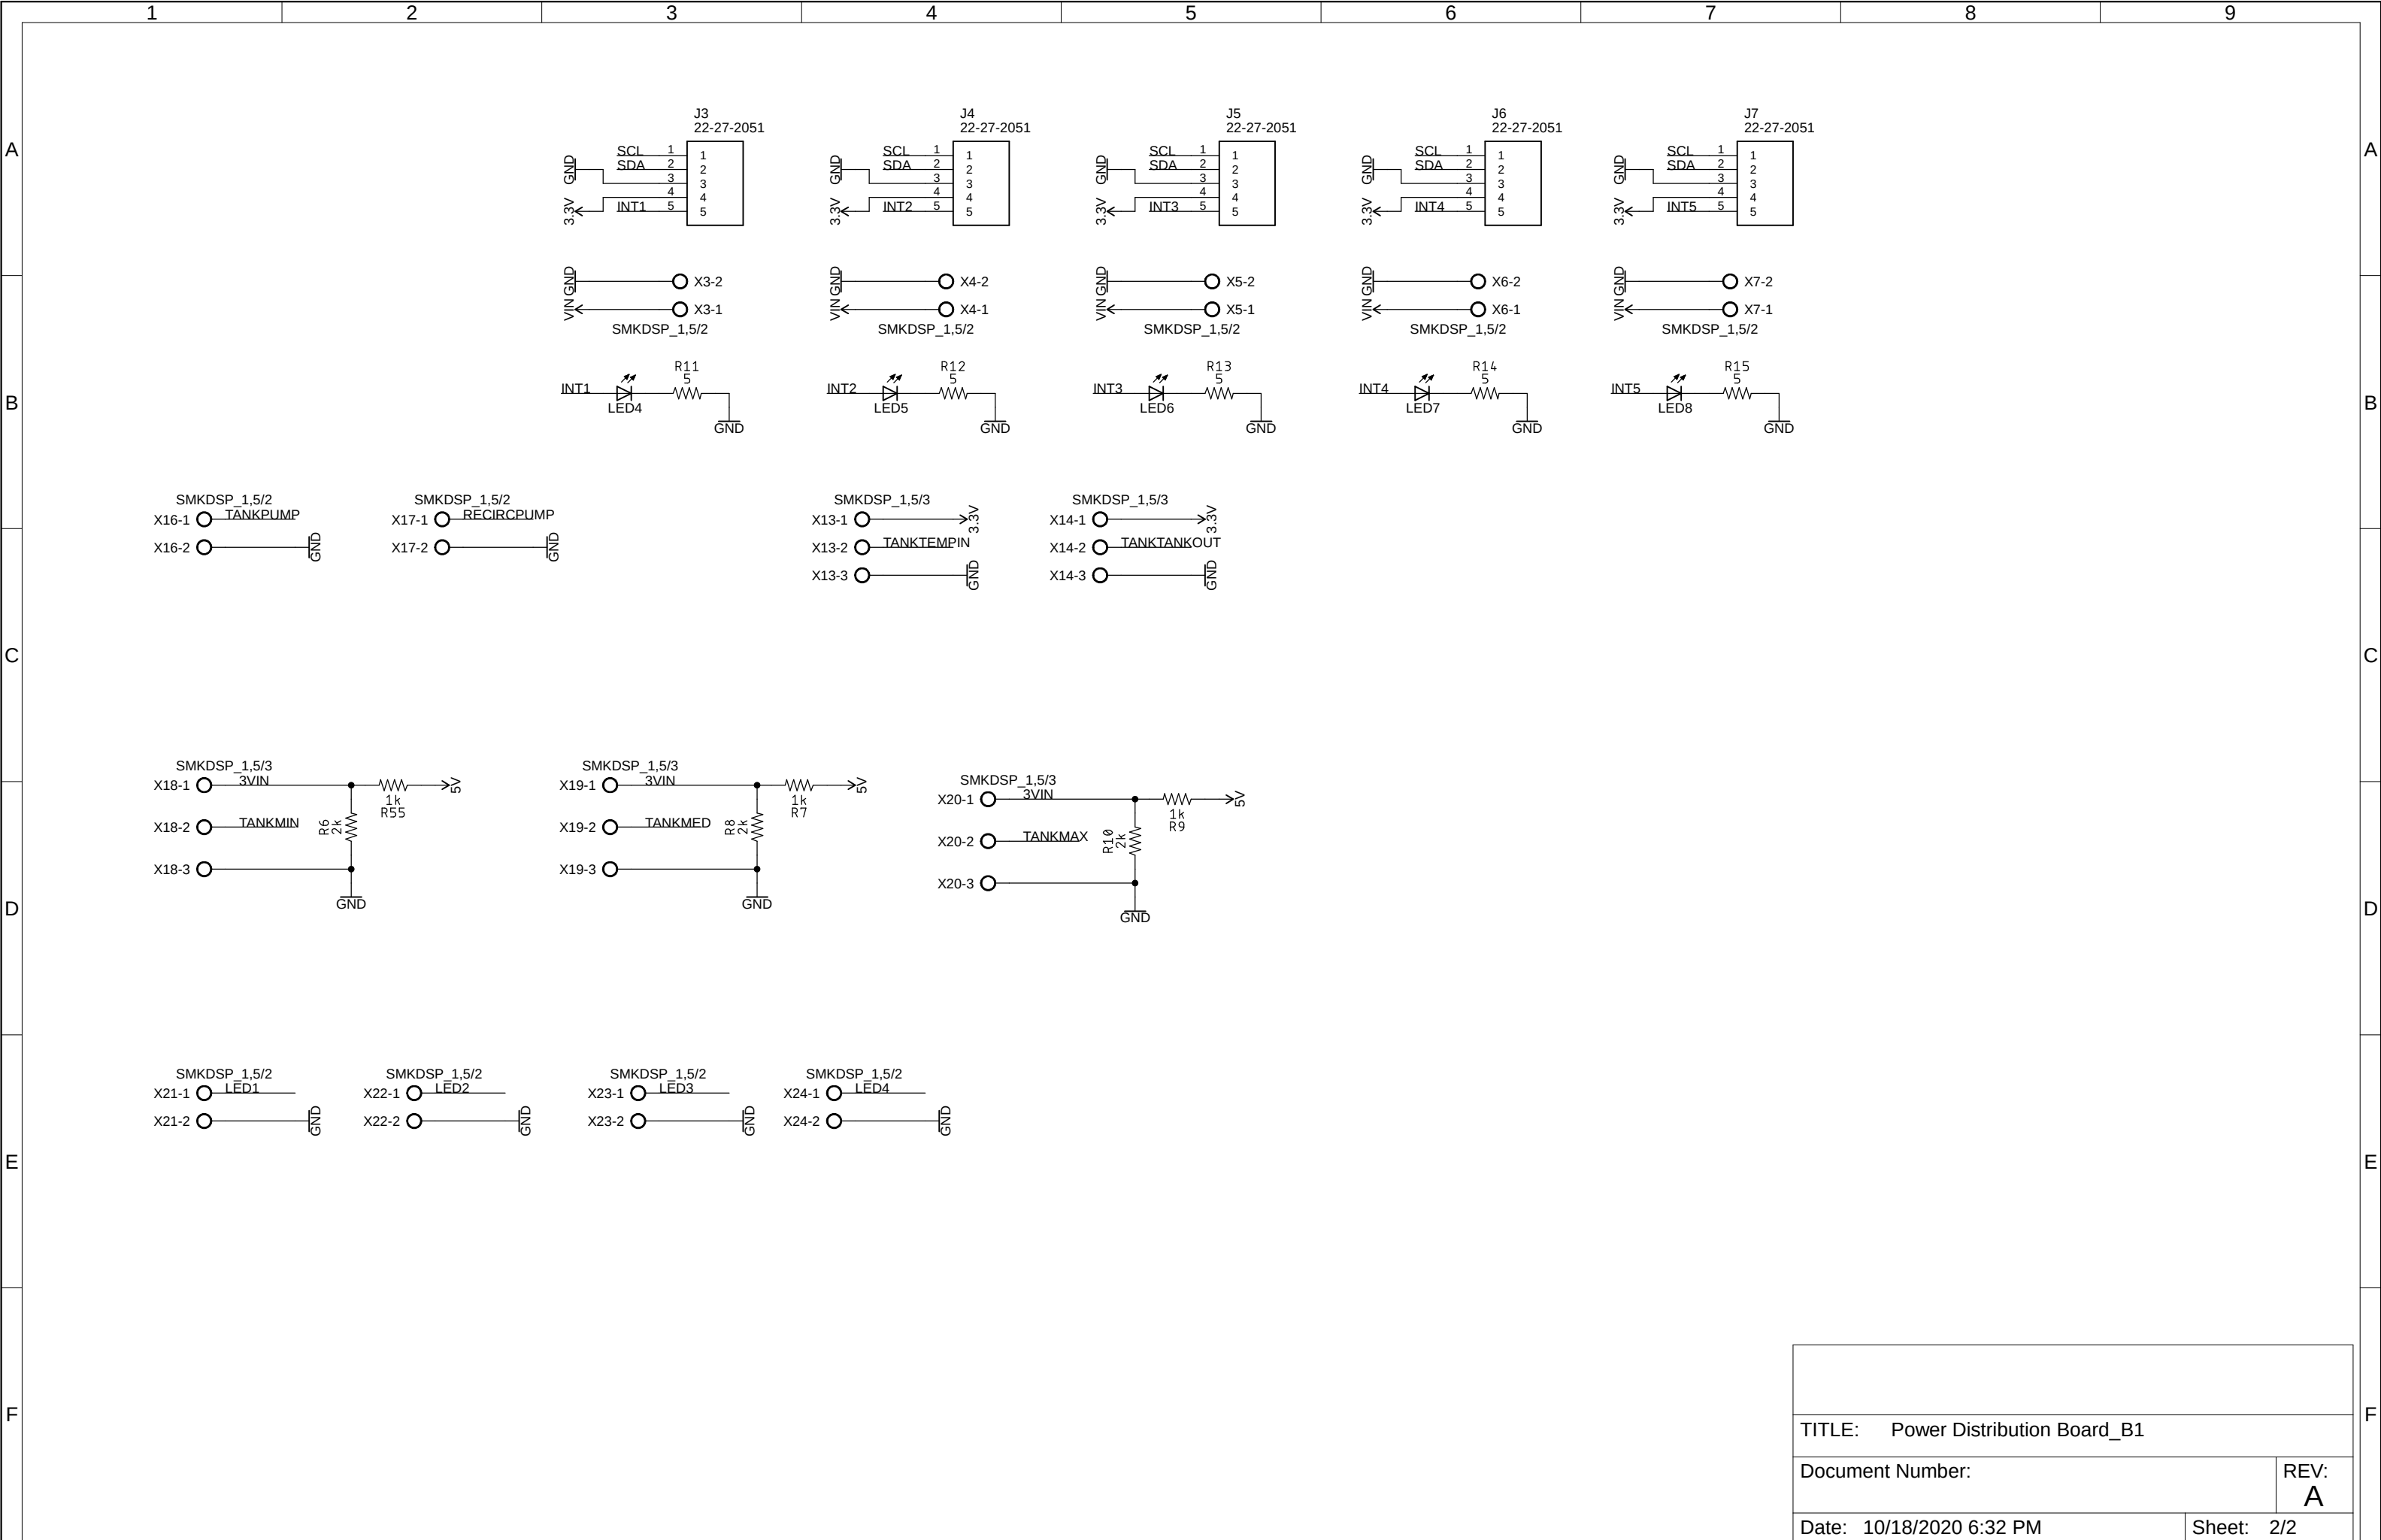 1 2 3 4 5 6 7 8 9
A A
B B
C C
D D
E E
F F
J3
22-27-2051
SCL 1 1
SDA 2 2
GND 3 3
4 4
3.3V INT1 5 5
J4
22-27-2051
SCL 1 1
SDA 2 2
GND 3 3
4 4
3.3V INT2 5 5
J5
22-27-2051
SCL 1 1
SDA 2 2
GND 3 3
4 4
3.3V INT3 5 5
J6
22-27-2051
SCL 1 1
SDA 2 2
GND 3 3
4 4
3.3V INT4 5 5
J7
22-27-2051
SCL 1 1
SDA 2 2
GND 3 3
4 4
3.3V INT5 5 5
GND X3-2
VIN X3-1
SMKDSP_1,5/2
GND X4-2
VIN X4-1
SMKDSP_1,5/2
GND X5-2
VIN X5-1
SMKDSP_1,5/2
GND X6-2
VIN X6-1
SMKDSP_1,5/2
GND X7-2
VIN X7-1
SMKDSP_1,5/2
R11
5
INT1
LED4
GND
R12
5
INT2
LED5
GND
R13
5
INT3
LED6
GND
R14
5
INT4
LED7
GND
R15
5
INT5
LED8
GND
SMKDSP_1,5/2
X16-1 TANKPUMP
X16-2 GND
SMKDSP_1,5/2
X17-1 RECIRCPUMP
X17-2 GND
SMKDSP_1,5/3
X13-1 3.3V
X13-2 TANKTEMPIN
X13-3 GND
SMKDSP_1,5/3
X14-1 3.3V
X14-2 TANKTANKOUT
X14-3 GND
SMKDSP_1,5/3
X18-1 3VIN 5V
1k
R55
X18-2 TANKMIN R6 2k
X18-3
GND
SMKDSP_1,5/3
X19-1 3VIN 5V
1k
R7
X19-2 TANKMED R8 2k
X19-3
GND
SMKDSP_1,5/3
X20-1 3VIN 5V
1k
R9
X20-2 TANKMAX R10 2k
X20-3
GND
SMKDSP_1,5/2
X21-1 LED1
X21-2 GND
SMKDSP_1,5/2
X22-1 LED2
X22-2 GND
SMKDSP_1,5/2
X23-1 LED3
X23-2 GND
SMKDSP_1,5/2
X24-1 LED4
X24-2 GND
TITLE: Power Distribution Board_B1
Document Number: REV:
A
Date: 10/18/2020 6:32 PM Sheet: 2/2